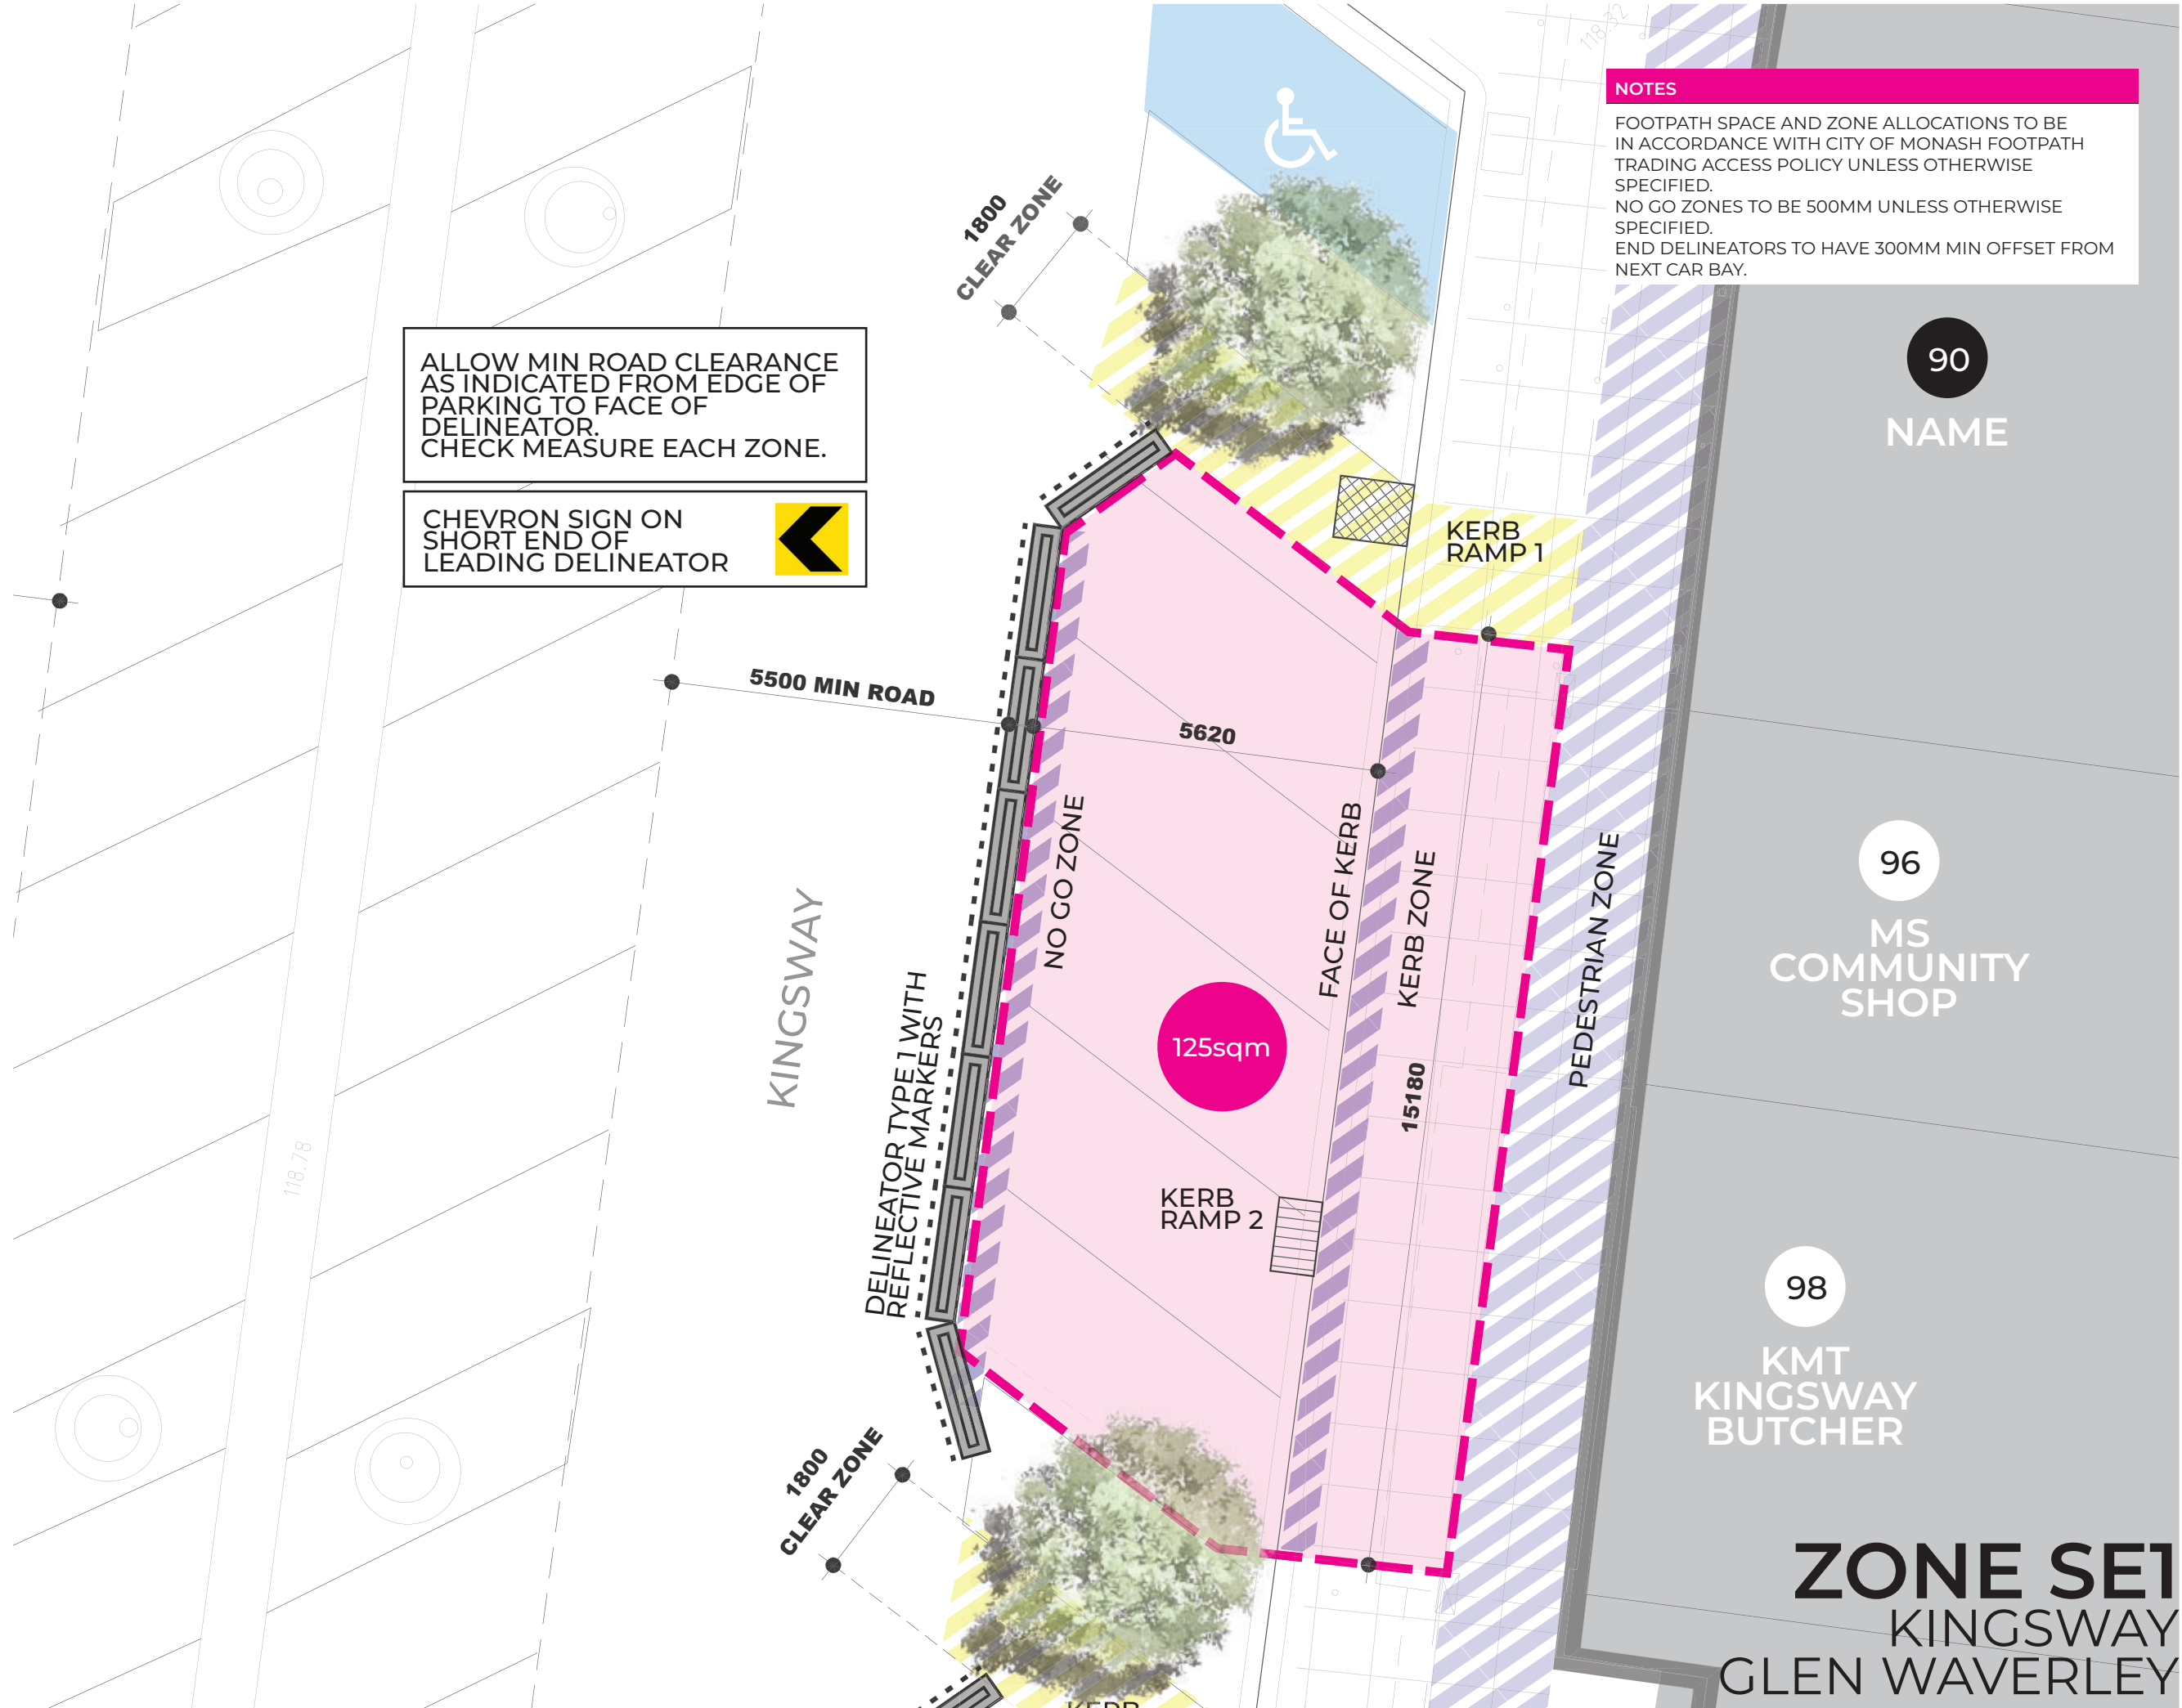 118.32
NOTES
FOOTPATH SPACE AND ZONE ALLOCATIONS TO BE
IN ACCORDANCE WITH CITY OF MONASH FOOTPATH
TRADING ACCESS POLICY UNLESS OTHERWISE
SPECIFIED.
NO GO ZONES TO BE 500MM UNLESS OTHERWISE
SPECIFIED.
END DELINEATORS TO HAVE 300MM MIN OFFSET FROM
NEXT CAR BAY.
1800
CLEAR ZONE
ALLOW MIN ROAD CLEARANCE
AS INDICATED FROM EDGE OF
PARKING TO FACE OF
DELINEATOR.
CHECK MEASURE EACH ZONE.
CHEVRON SIGN ON
SHORT END OF
LEADING DELINEATOR
90
NAME
KERB
RAMP 1
5500 MIN ROAD
5620
NO GO ZONE
FACE OF KERB
KERB ZONE
PEDESTRIAN ZONE
96
MS
COMMUNITY
SHOP
KINGSWAY
DELINEATOR TYPE 1 WITH
REFLECTIVE MARKERS
125sqm
15180
118.78
KERB
RAMP 2
98
KMT
KINGSWAY
BUTCHER
1800
CLEAR ZONE
ZONE SE1
KINGSWAY
GLEN WAVERLEY
KERB